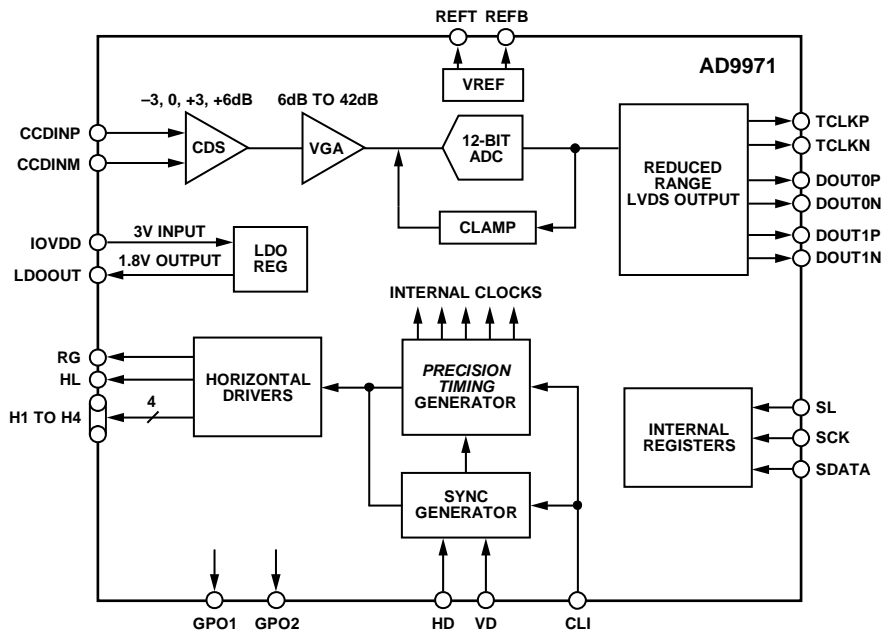 REFT REFB
AD9971
VREF
–3, 0, +3, +6dB
6dB TO 42dB
CCDINP
CCDINM
CDS
VGA
12-BIT
ADC
CLAMP
REDUCED
RANGE
LVDS OUTPUT
TCLKP
TCLKN
DOUT0P
DOUT0N
DOUT1P
DOUT1N
IOVDD
3V INPUT
LDOOUT
1.8V OUTPUT
LDO
REG
INTERNAL CLOCKS
RG
HL
H1 TO H4
4
HORIZONTAL
DRIVERS
PRECISION
TIMING
GENERATOR
SYNC
GENERATOR
INTERNAL
REGISTERS
SL
SCK
SDATA
GPO1
GPO2
HD
VD
CLI